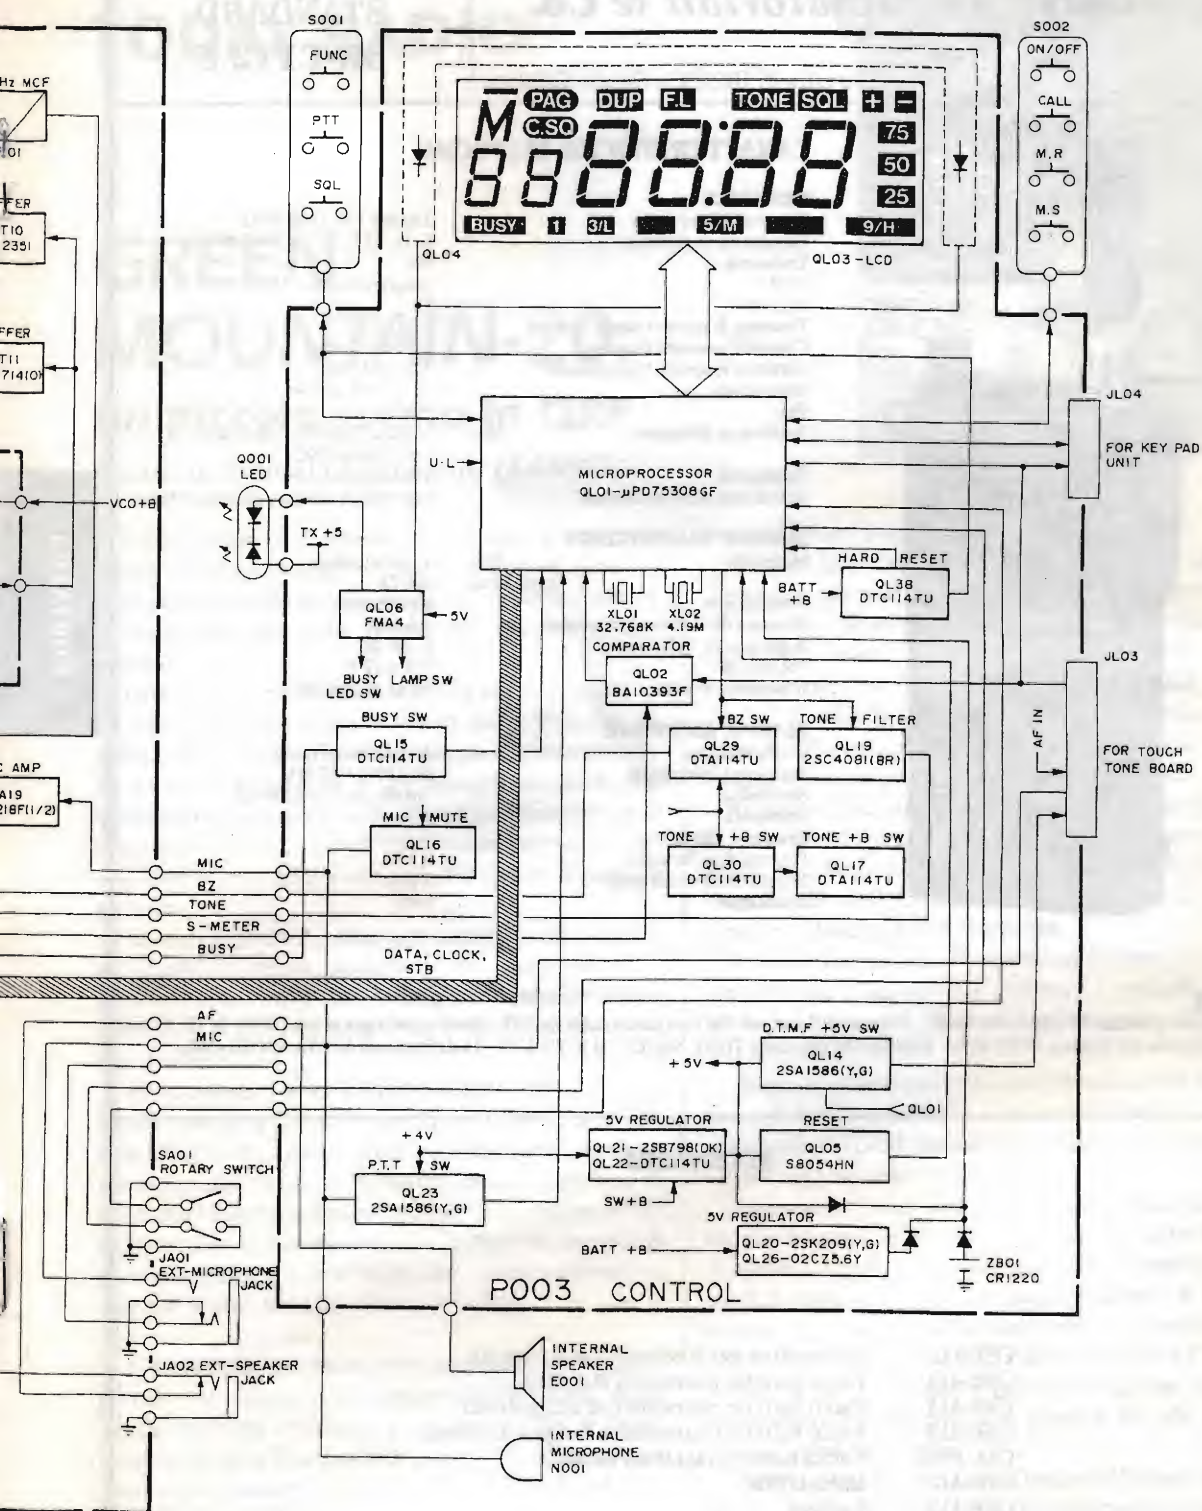 S001
FUNC
PTT
SQL
S002
ON/OFF
CALL
M.R
M.S
M
PAG
C.SQ
DUP
F.L
TONE
SQL
+
-
88
88:88
75
50
25
BUSY
1
3/L
5/M
9/H
QL04
QL03-LCD
Hz MCF
FFER
T10
2351
FFER
T11
714(O)
VCO+B
C AMP
A19
218F(1/2)
Q001
LED
TX +5
U·L
MICROPROCESSOR
QL01-μPD75308GF
JL04
FOR KEY PAD
UNIT
HARD RESET
BATT
+B
QL38
DTC114TU
QL06
FMA4
5V
BUSY
LED SW
LAMP SW
XL01
32.768K
XL02
4.19M
COMPARATOR
QL02
BA10393F
JL03
AF IN
FOR TOUCH
TONE BOARD
BUSY SW
QL15
DTC114TU
BZ SW
QL29
DTA114TU
TONE FILTER
QL19
2SC4081(BR)
MIC MUTE
QL16
DTC114TU
TONE +B SW
QL30
DTC114TU
TONE +B SW
QL17
DTA114TU
MIC
BZ
TONE
S-METER
BUSY
DATA, CLOCK,
STB
AF
MIC
D.T.M.F +5V SW
QL14
2SA1586(Y,G)
+5V
QL01
5V REGULATOR
QL21-2SB798(DK)
QL22-DTC114TU
SW+B
RESET
QL05
S8054HN
+4V
P.T.T SW
QL23
2SA1586(Y,G)
5V REGULATOR
QL20-2SK209(Y,G)
QL26-02CZ5.6Y
BATT +B
ZB01
CR1220
SA01
ROTARY SWITCH
JA01
EXT-MICROPHONE
JACK
JA02 EXT-SPEAKER
JACK
P003 CONTROL
INTERNAL
SPEAKER
E001
INTERNAL
MICROPHONE
N001